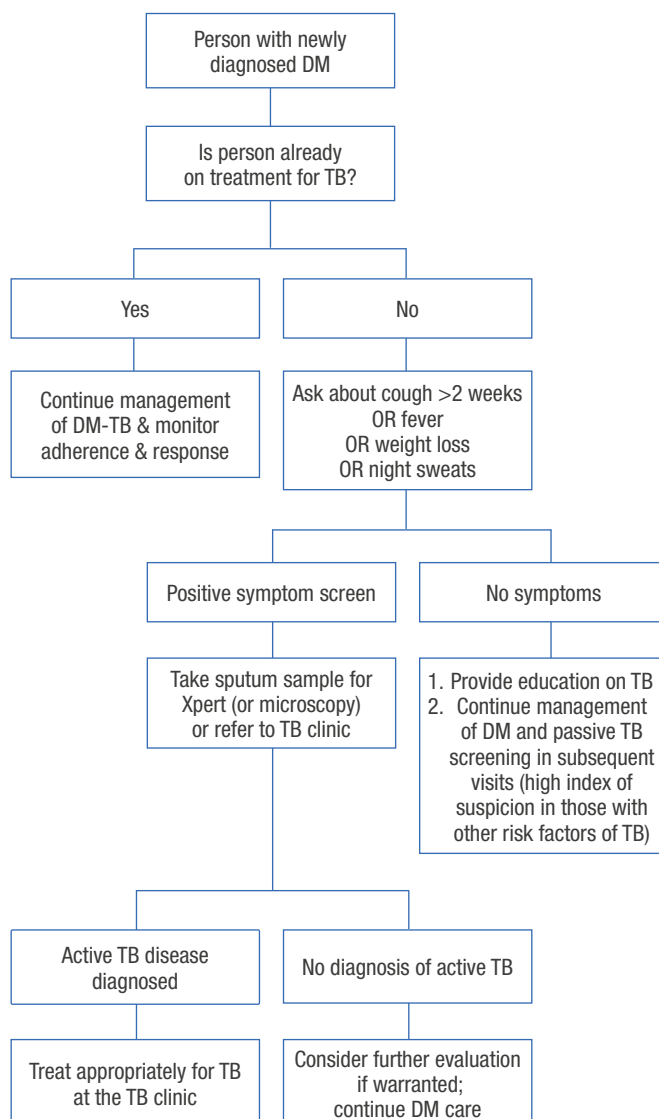 Person with newly
diagnosed DM
Is person already
on treatment for TB?
Yes
No
Continue management
of DM-TB & monitor
adherence & response
Ask about cough >2 weeks
OR fever
OR weight loss
OR night sweats
Positive symptom screen
No symptoms
Take sputum sample for
Xpert (or microscopy)
or refer to TB clinic
1. Provide education on TB
2. Continue management
of DM and passive TB
screening in subsequent
visits (high index of
suspicion in those with
other risk factors of TB)
Active TB disease
diagnosed
No diagnosis of active TB
Treat appropriately for TB
at the TB clinic
Consider further evaluation
if warranted;
continue DM care